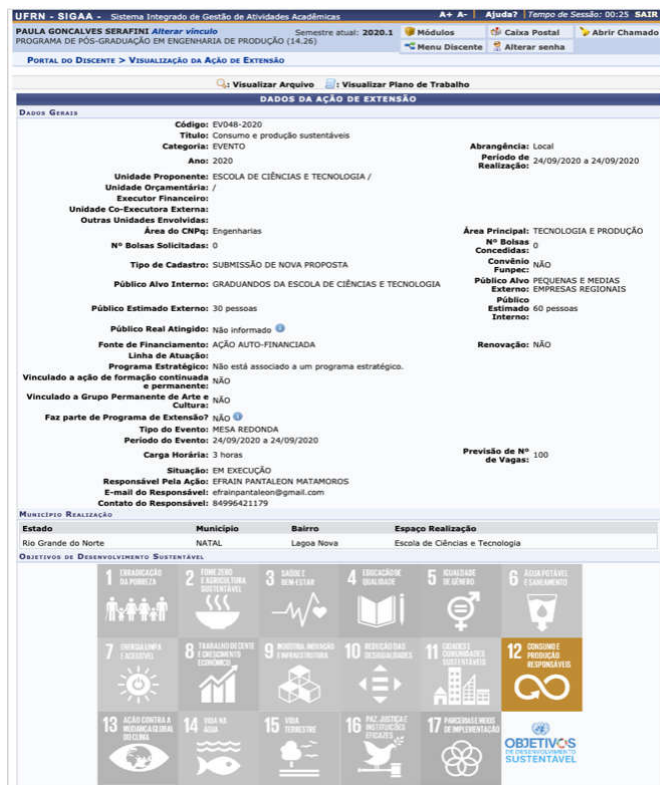 UFRN - SIGAA - Sistema Integrado de Gestão de Atividades Acadêmicas A+ A- | Ajuda? | Tempo de Sessão: 00:25 SAIR
PAULA GONCALVES SERAFINI Alterar vínculo Semestre atual: 2020.1 Módulos Caixa Postal Abrir Chamado
PROGRAMA DE PÓS-GRADUAÇÃO EM ENGENHARIA DE PRODUÇÃO (14.26) Menu Discente Alterar senha
PORTAL DO DISCENTE > VISUALIZAÇÃO DA AÇÃO DE EXTENSÃO
: Visualizar Arquivo : Visualizar Plano de Trabalho
DADOS DA AÇÃO DE EXTENSÃO
DADOS GERAIS
Código: EV048-2020
Título: Consumo e produção sustentáveis
Categoria: EVENTO Abrangência: Local
Ano: 2020 Período de Realização: 24/09/2020 a 24/09/2020
Unidade Proponente: ESCOLA DE CIÊNCIAS E TECNOLOGIA /
Unidade Orçamentária: /
Executor Financeiro:
Unidade Co-Executora Externa:
Outras Unidades Envolvidas:
Área do CNPq: Engenharias Área Principal: TECNOLOGIA E PRODUÇÃO
Nº Bolsas Solicitadas: 0 Nº Bolsas Concedidas: 0
Tipo de Cadastro: SUBMISSÃO DE NOVA PROPOSTA Convênio Funpec: NÃO
Público Alvo Interno: GRADUANDOS DA ESCOLA DE CIÊNCIAS E TECNOLOGIA Público Alvo Externo: PEQUENAS E MEDIAS EMPRESAS REGIONAIS
Público Estimado Externo: 30 pessoas Público Estimado Interno: 60 pessoas
Público Real Atingido: Não informado
Fonte de Financiamento: AÇÃO AUTO-FINANCIADA Renovação: NÃO
Linha de Atuação:
Programa Estratégico: Não está associado a um programa estratégico.
Vinculado a ação de formação continuada e permanente: NÃO
Vinculado a Grupo Permanente de Arte e Cultura: NÃO
Faz parte de Programa de Extensão? NÃO
Tipo do Evento: MESA REDONDA
Período do Evento: 24/09/2020 a 24/09/2020
Carga Horária: 3 horas Previsão de Nº de Vagas: 100
Situação: EM EXECUÇÃO
Responsável Pela Ação: EFRAIN PANTALEON MATAMOROS
E-mail do Responsável: efrainpantaleon@gmail.com
Contato do Responsável: 84996421179
MUNICÍPIO REALIZAÇÃO
Estado Município Bairro Espaço Realização
Rio Grande do Norte NATAL Lagoa Nova Escola de Ciências e Tecnologia
OBJETIVOS DE DESENVOLVIMENTO SUSTENTÁVEL
1 ERRADICAÇÃO DA POBREZA
2 FOME ZERO E AGRICULTURA SUSTENTÁVEL
3 SAÚDE E BEM-ESTAR
4 EDUCAÇÃO DE QUALIDADE
5 IGUALDADE DE GÊNERO
6 ÁGUA POTÁVEL E SANEAMENTO
7 ENERGIA LIMPA E ACESSÍVEL
8 TRABALHO DECENTE E CRESCIMENTO ECONÔMICO
9 INDÚSTRIA, INOVAÇÃO E INFRAESTRUTURA
10 REDUÇÃO DAS DESIGUALDADES
11 CIDADES E COMUNIDADES SUSTENTÁVEIS
12 CONSUMO E PRODUÇÃO RESPONSÁVEIS
13 AÇÃO CONTRA A MUDANÇA GLOBAL DO CLIMA
14 VIDA NA ÁGUA
15 VIDA TERRESTRE
16 PAZ, JUSTIÇA E INSTITUIÇÕES EFICAZES
17 PARCERIAS E MEIOS DE IMPLEMENTAÇÃO
OBJETIVOS DE DESENVOLVIMENTO SUSTENTÁVEL